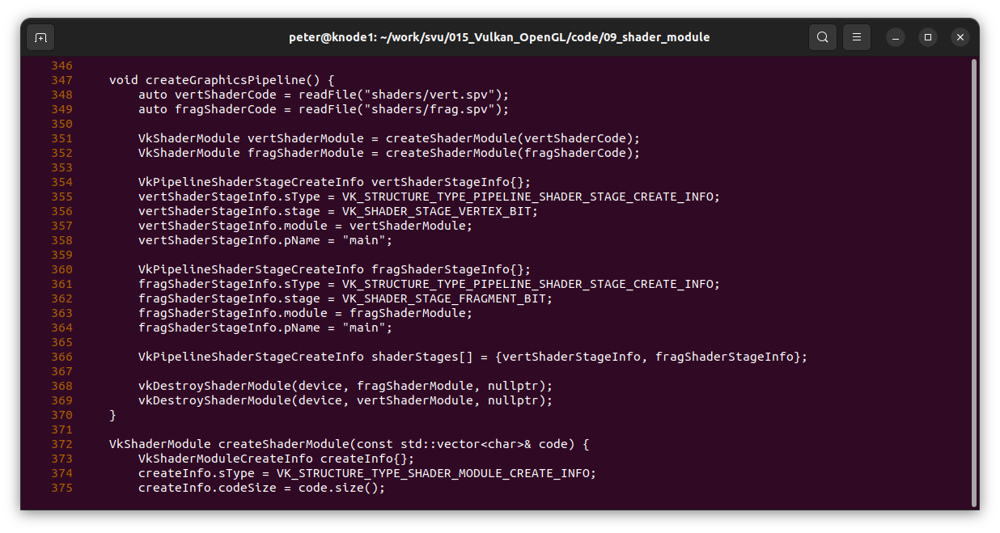 peter@knode1: ~/work/svu/015_Vulkan_OpenGL/code/09_shader_module
346
347     void createGraphicsPipeline() {
348         auto vertShaderCode = readFile("shaders/vert.spv");
349         auto fragShaderCode = readFile("shaders/frag.spv");
350
351         VkShaderModule vertShaderModule = createShaderModule(vertShaderCode);
352         VkShaderModule fragShaderModule = createShaderModule(fragShaderCode);
353
354         VkPipelineShaderStageCreateInfo vertShaderStageInfo{};
355         vertShaderStageInfo.sType = VK_STRUCTURE_TYPE_PIPELINE_SHADER_STAGE_CREATE_INFO;
356         vertShaderStageInfo.stage = VK_SHADER_STAGE_VERTEX_BIT;
357         vertShaderStageInfo.module = vertShaderModule;
358         vertShaderStageInfo.pName = "main";
359
360         VkPipelineShaderStageCreateInfo fragShaderStageInfo{};
361         fragShaderStageInfo.sType = VK_STRUCTURE_TYPE_PIPELINE_SHADER_STAGE_CREATE_INFO;
362         fragShaderStageInfo.stage = VK_SHADER_STAGE_FRAGMENT_BIT;
363         fragShaderStageInfo.module = fragShaderModule;
364         fragShaderStageInfo.pName = "main";
365
366         VkPipelineShaderStageCreateInfo shaderStages[] = {vertShaderStageInfo, fragShaderStageInfo};
367
368         vkDestroyShaderModule(device, fragShaderModule, nullptr);
369         vkDestroyShaderModule(device, vertShaderModule, nullptr);
370     }
371
372     VkShaderModule createShaderModule(const std::vector<char>& code) {
373         VkShaderModuleCreateInfo createInfo{};
374         createInfo.sType = VK_STRUCTURE_TYPE_SHADER_MODULE_CREATE_INFO;
375         createInfo.codeSize = code.size();